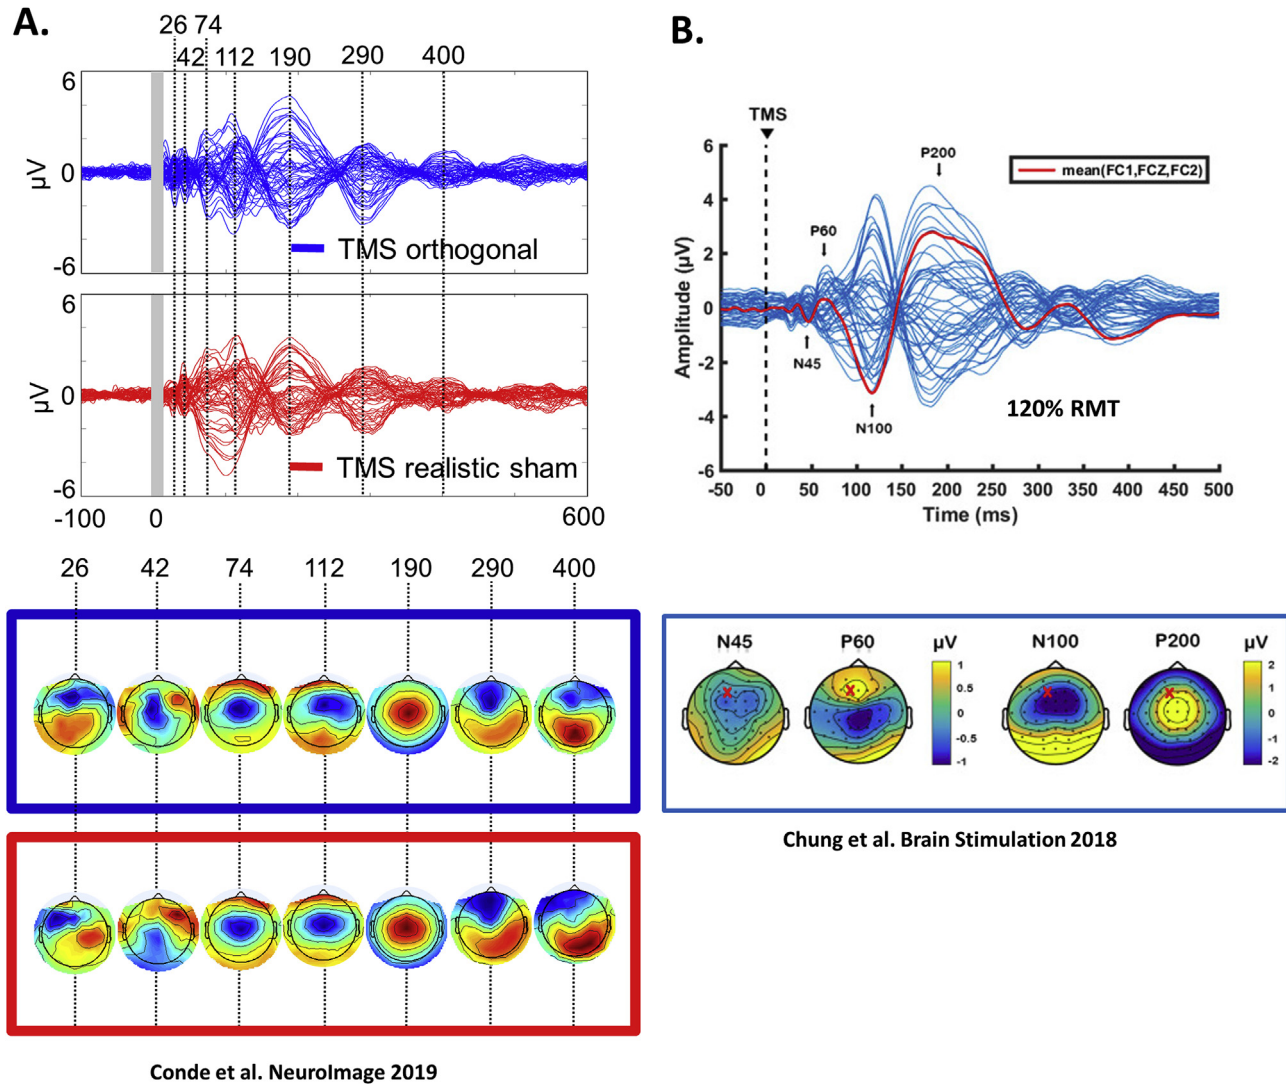 A.
26 74
42 112 190 290 400
6
µV
0
-6
TMS orthogonal
6
µV
0
-6
TMS realistic sham
-100 0 600
26 42 74 112 190 290 400
Conde et al. NeuroImage 2019
B.
TMS
6
4
2
0
-2
-4
-6
Amplitude (µV)
P200
mean(FC1,FCZ,FC2)
P60
N45
N100
120% RMT
-50 0 50 100 150 200 250 300 350 400 450 500
Time (ms)
N45 P60 µV N100 P200 µV
1 2
0.5 1
0 0
-0.5 -1
-1 -2
X X X X
Chung et al. Brain Stimulation 2018